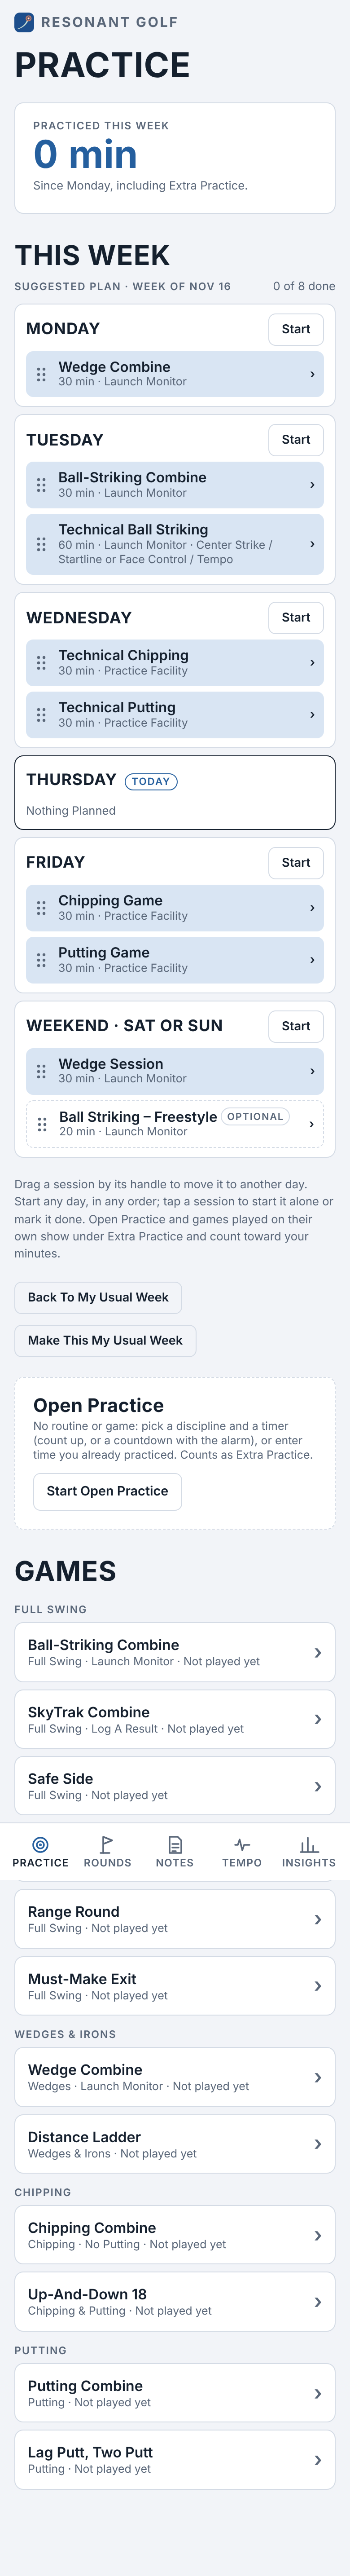 RESONANT GOLF
PRACTICE
PRACTICED THIS WEEK
0 min
Since Monday, including Extra Practice.
THIS WEEK
SUGGESTED PLAN · WEEK OF NOV 16
0 of 8 done
MONDAY
Start
Wedge Combine
30 min · Launch Monitor
TUESDAY
Start
Ball-Striking Combine
30 min · Launch Monitor
Technical Ball Striking
60 min · Launch Monitor · Center Strike /
Startline or Face Control / Tempo
WEDNESDAY
Start
Technical Chipping
30 min · Practice Facility
Technical Putting
30 min · Practice Facility
THURSDAY
TODAY
Nothing Planned
FRIDAY
Start
Chipping Game
30 min · Practice Facility
Putting Game
30 min · Practice Facility
WEEKEND · SAT OR SUN
Start
Wedge Session
30 min · Launch Monitor
Ball Striking – Freestyle
OPTIONAL
20 min · Launch Monitor
Drag a session by its handle to move it to another day.
Start any day, in any order; tap a session to start it alone or
mark it done. Open Practice and games played on their
own show under Extra Practice and count toward your
minutes.
Back To My Usual Week
Make This My Usual Week
Open Practice
No routine or game: pick a discipline and a timer
(count up, or a countdown with the alarm), or enter
time you already practiced. Counts as Extra Practice.
Start Open Practice
GAMES
FULL SWING
Ball-Striking Combine
Full Swing · Launch Monitor · Not played yet
SkyTrak Combine
Full Swing · Log A Result · Not played yet
Safe Side
Full Swing · Not played yet
PRACTICE
ROUNDS
NOTES
TEMPO
INSIGHTS
Range Round
Full Swing · Not played yet
Must-Make Exit
Full Swing · Not played yet
WEDGES & IRONS
Wedge Combine
Wedges · Launch Monitor · Not played yet
Distance Ladder
Wedges & Irons · Not played yet
CHIPPING
Chipping Combine
Chipping · No Putting · Not played yet
Up-And-Down 18
Chipping & Putting · Not played yet
PUTTING
Putting Combine
Putting · Not played yet
Lag Putt, Two Putt
Putting · Not played yet